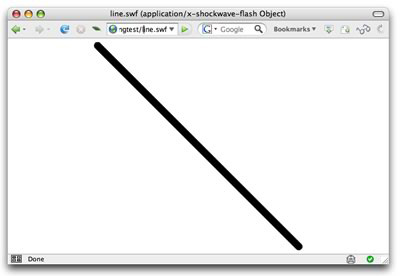 line.swf (application/x-shockwave-flash Object)
ngtest/line.swf Google Bookmarks
Done